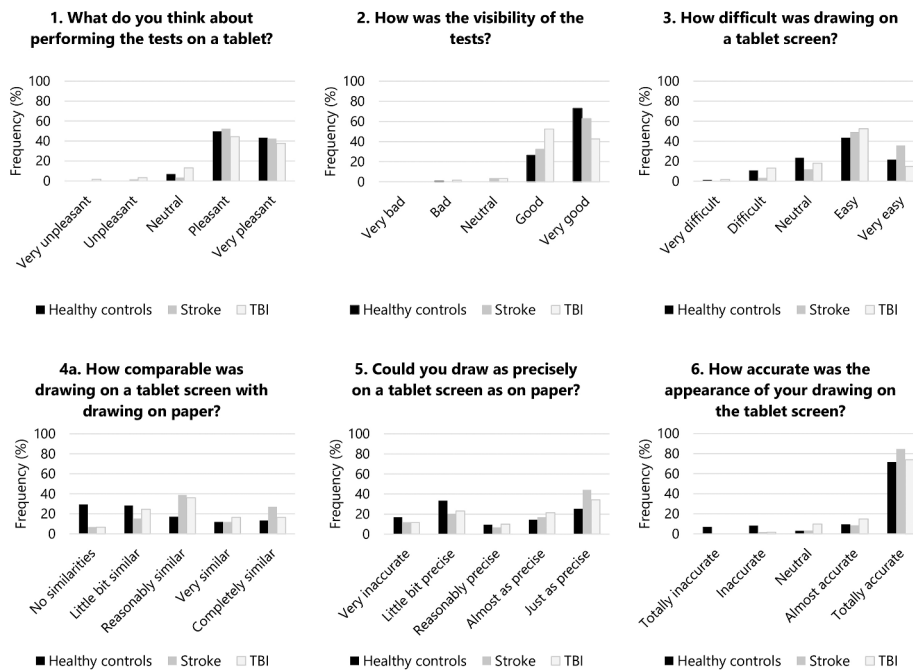 1. What do you think about
performing the tests on a tablet?
Frequency (%)
100
80
60
40
20
0
Very unpleasant
Unpleasant
Neutral
Pleasant
Very pleasant
Healthy controls Stroke TBI
2. How was the visibility of the
tests?
Frequency (%)
100
80
60
40
20
0
Very bad
Bad
Neutral
Good
Very good
Healthy controls Stroke TBI
3. How difficult was drawing on
a tablet screen?
Frequency (%)
100
80
60
40
20
0
Very difficult
Difficult
Neutral
Easy
Very easy
Healthy controls Stroke TBI
4a. How comparable was
drawing on a tablet screen with
drawing on paper?
Frequency (%)
100
80
60
40
20
0
No similarities
Little bit similar
Reasonably similar
Very similar
Completely similar
Healthy controls Stroke TBI
5. Could you draw as precisely
on a tablet screen as on paper?
Frequency (%)
100
80
60
40
20
0
Very inaccurate
Little bit precise
Reasonably precise
Almost as precise
Just as precise
Healthy controls Stroke TBI
6. How accurate was the
appearance of your drawing on
the tablet screen?
Frequency (%)
100
80
60
40
20
0
Totally inaccurate
Inaccurate
Neutral
Almost accurate
Totally accurate
Healthy controls Stroke TBI